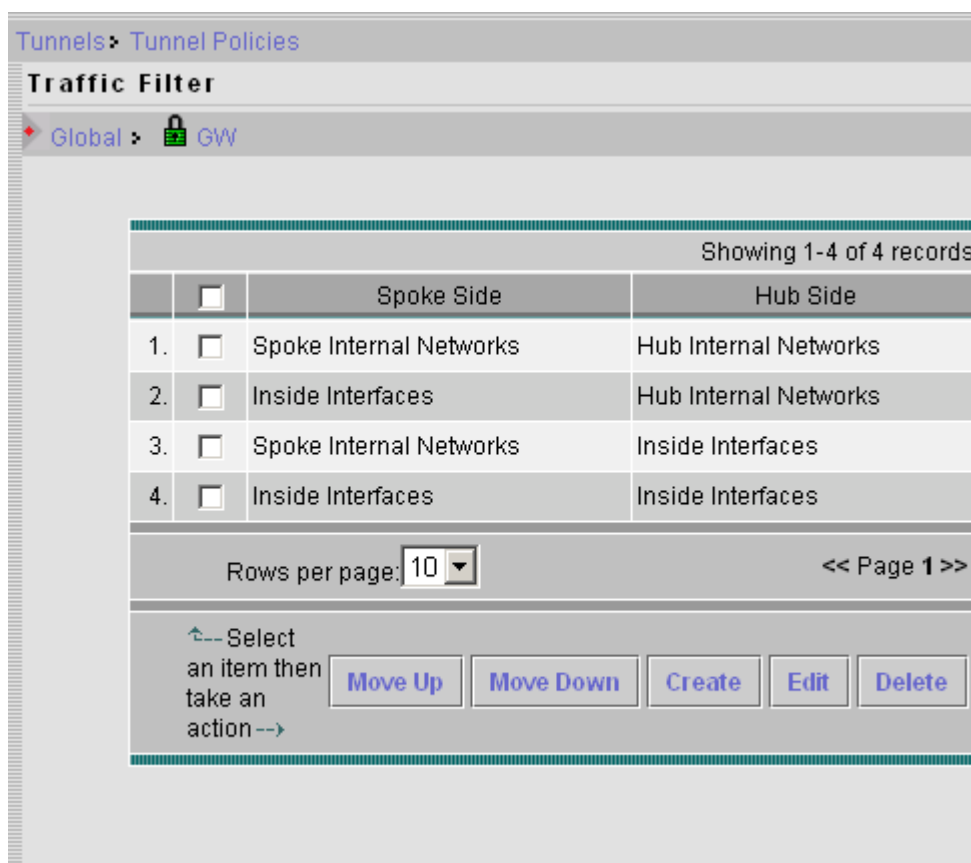 Tunnels > Tunnel Policies
Traffic Filter
Global > GW
Showing 1-4 of 4 records
Spoke Side Hub Side
1. Spoke Internal Networks Hub Internal Networks
2. Inside Interfaces Hub Internal Networks
3. Spoke Internal Networks Inside Interfaces
4. Inside Interfaces Inside Interfaces
Rows per page: 10 << Page 1 >>
Select
an item then
take an
action -->
Move Up Move Down Create Edit Delete